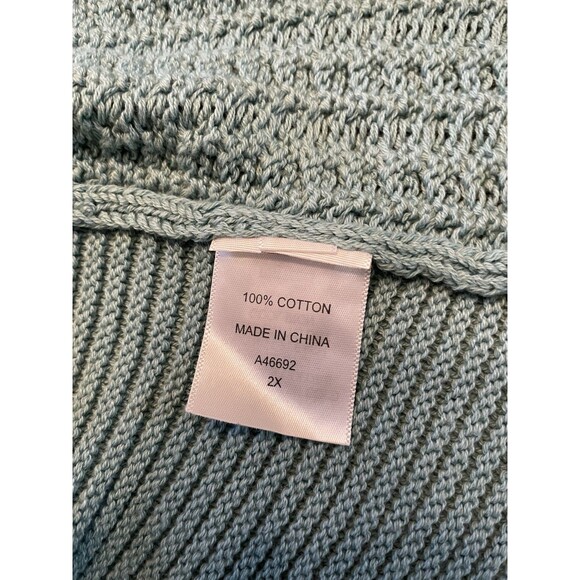 100% COTTON
MADE IN CHINA
A46692
2X